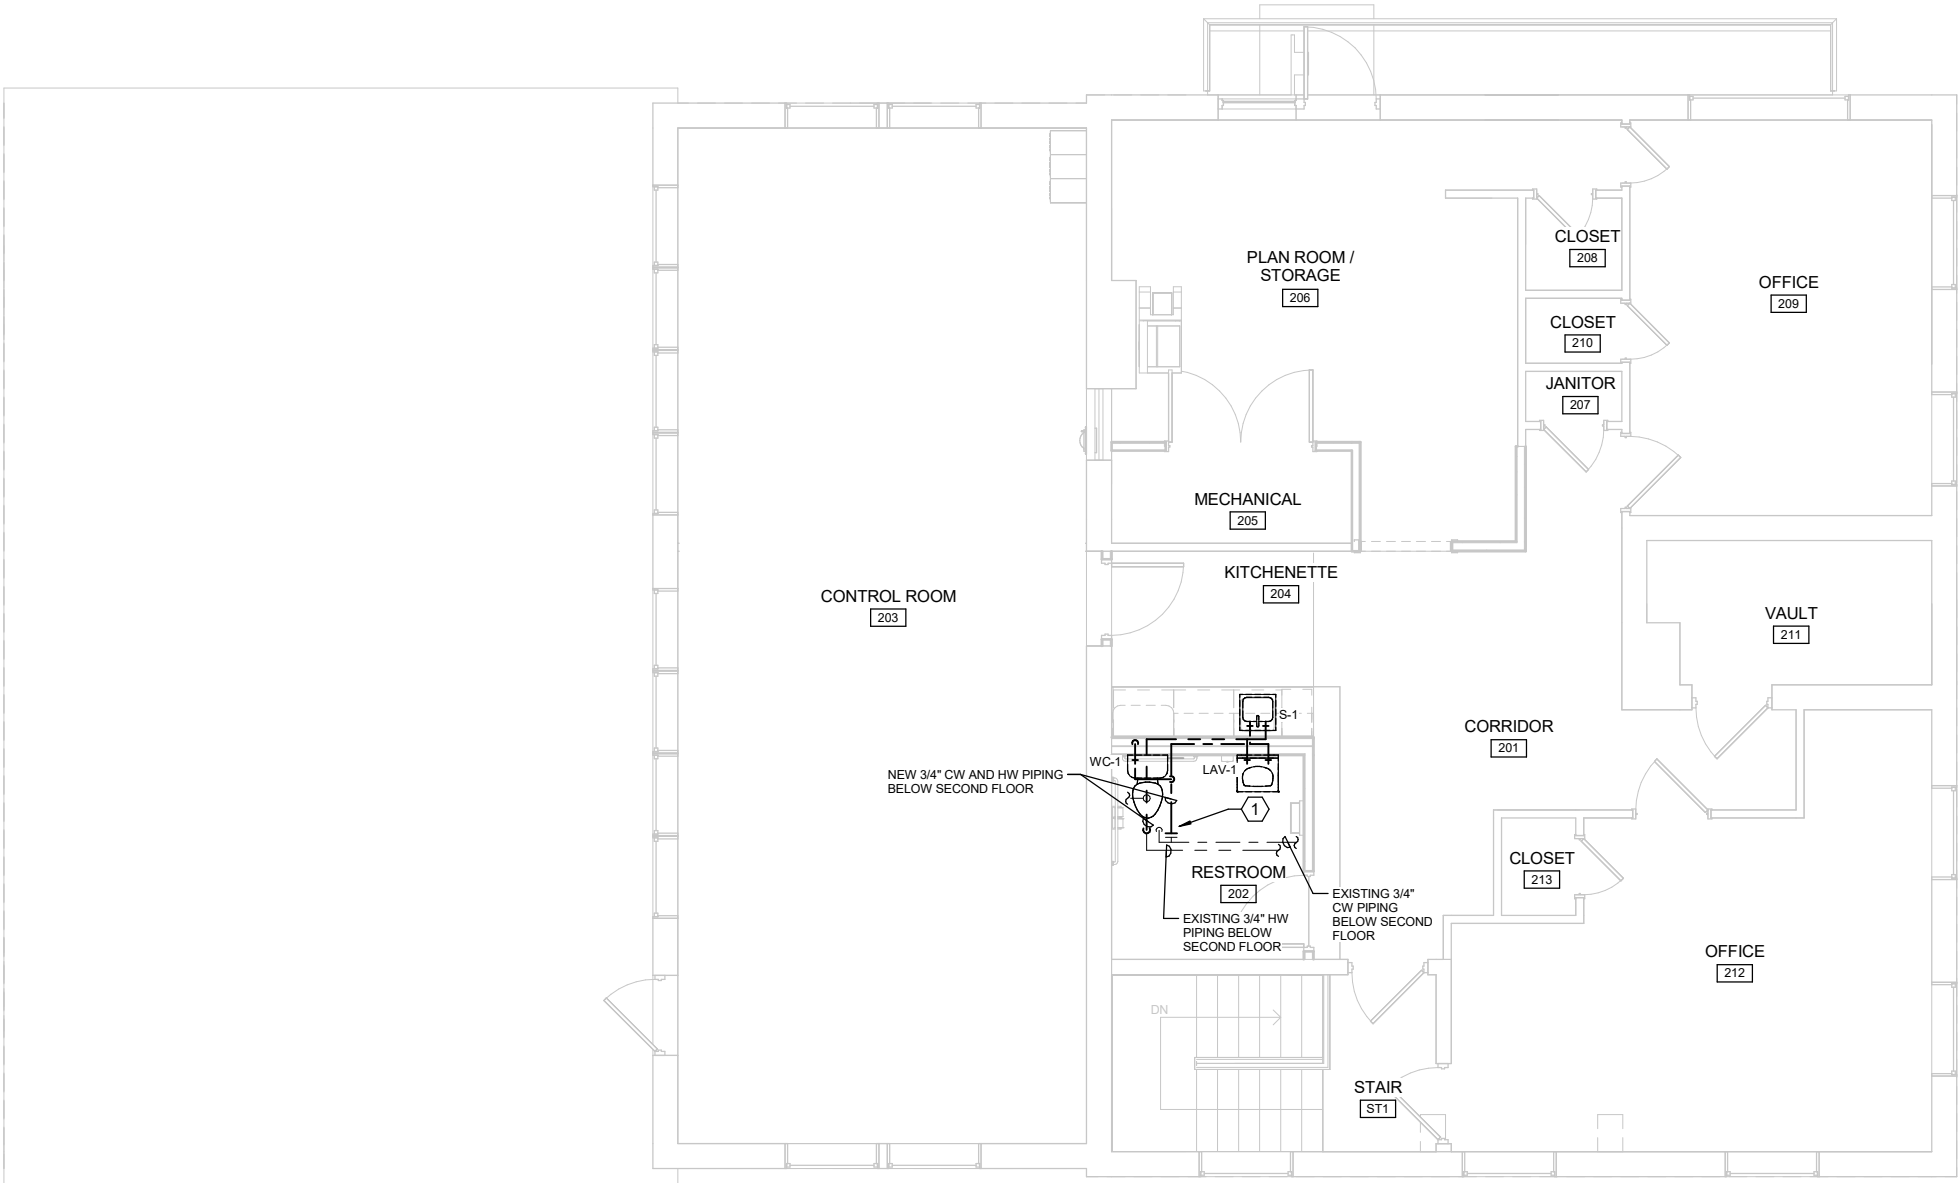 CLOSET
208
PLAN ROOM /
STORAGE
206
OFFICE
209
CLOSET
210
JANITOR
207
MECHANICAL
205
KITCHENETTE
204
CONTROL ROOM
203
VAULT
211
S-1
CORRIDOR
201
WC-1
LAV-1
NEW 3/4" CW AND HW PIPING
BELOW SECOND FLOOR
1
RESTROOM
202
CLOSET
213
EXISTING 3/4"
CW PIPING
BELOW SECOND
FLOOR
EXISTING 3/4" HW
PIPING BELOW
SECOND FLOOR
OFFICE
212
DN
STAIR
ST1